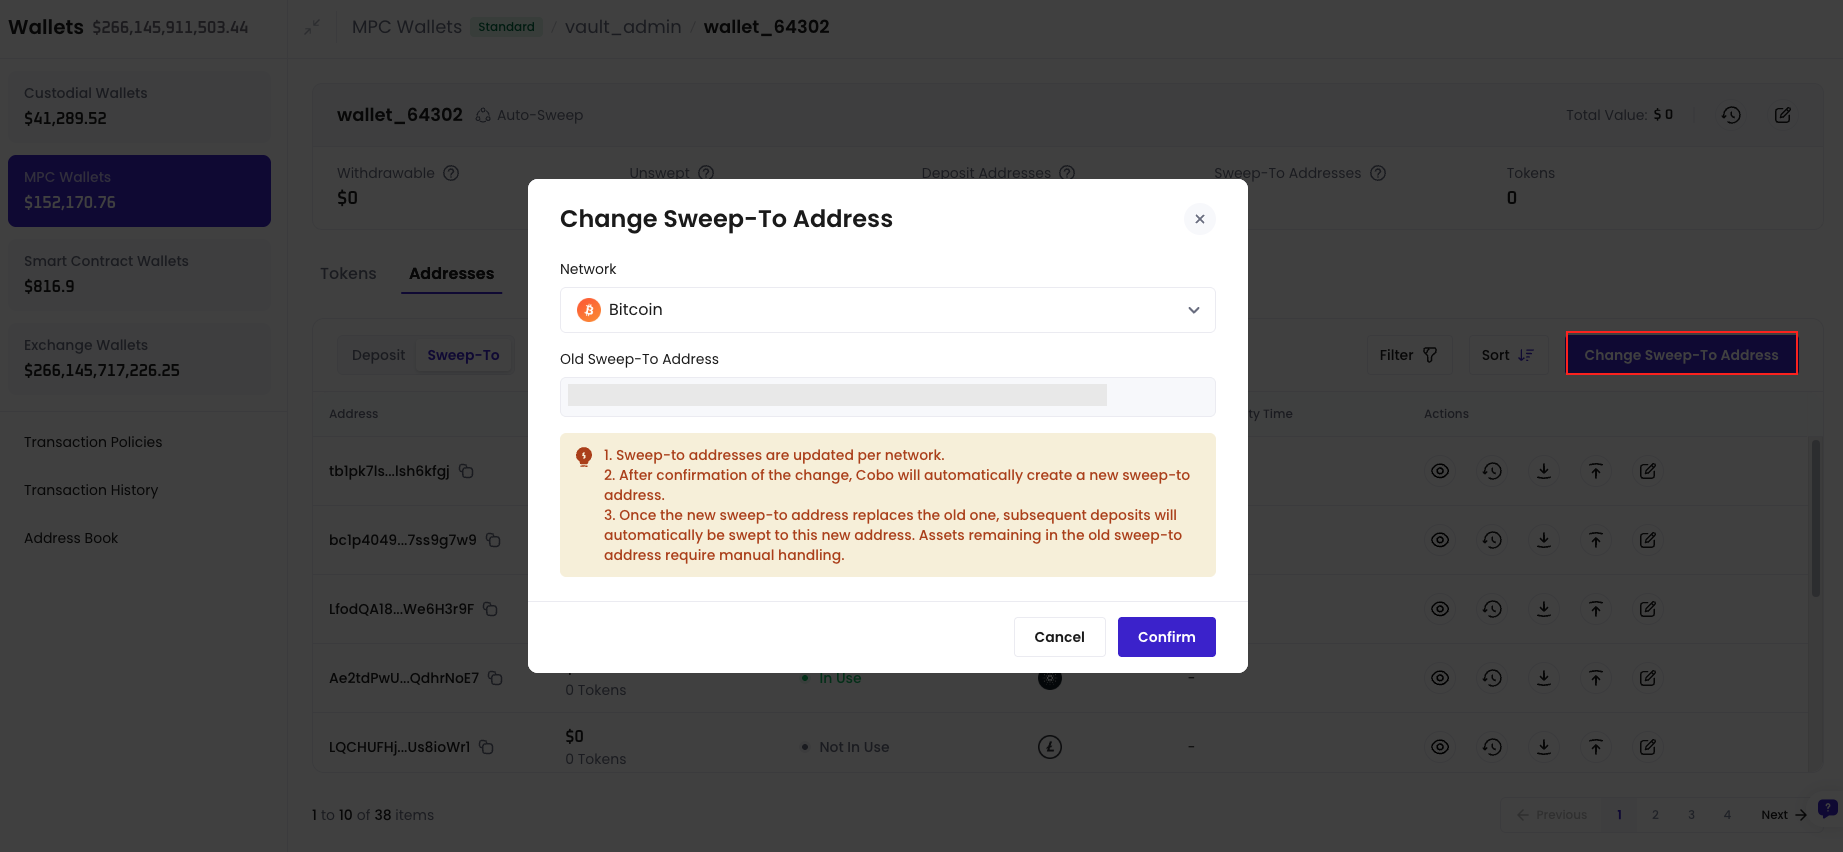 Wallets $266,145,911,503.44
MPC Wallets Standard / vault_admin / wallet_64302
Custodial Wallets
$41,289.52
MPC Wallets
$152,170.76
Smart Contract Wallets
$816.9
Exchange Wallets
$266,145,717,226.25
Transaction Policies
Transaction History
Address Book
wallet_64302 Auto-Sweep
Total Value: $ 0
Withdrawable Unswept Deposit Addresses Sweep-To Addresses Tokens
$0 0
Tokens Addresses
Deposit Sweep-To
Filter Sort Change Sweep-To Address
Address ty Time Actions
tb1pk7ls...lsh6kfgj
bc1p4049...7ss9g7w9
LfodQA18...We6H3r9F
Ae2tdPwU...QdhrNoE7
0 Tokens
In Use
-
LQCHUFHj...Us8ioWr1
$0
0 Tokens
Not In Use
-
1 to 10 of 38 items
Previous 1 2 3 4 Next
Change Sweep-To Address
Network
Bitcoin
Old Sweep-To Address
1. Sweep-to addresses are updated per network.
2. After confirmation of the change, Cobo will automatically create a new sweep-to
address.
3. Once the new sweep-to address replaces the old one, subsequent deposits will
automatically be swept to this new address. Assets remaining in the old sweep-to
address require manual handling.
Cancel Confirm